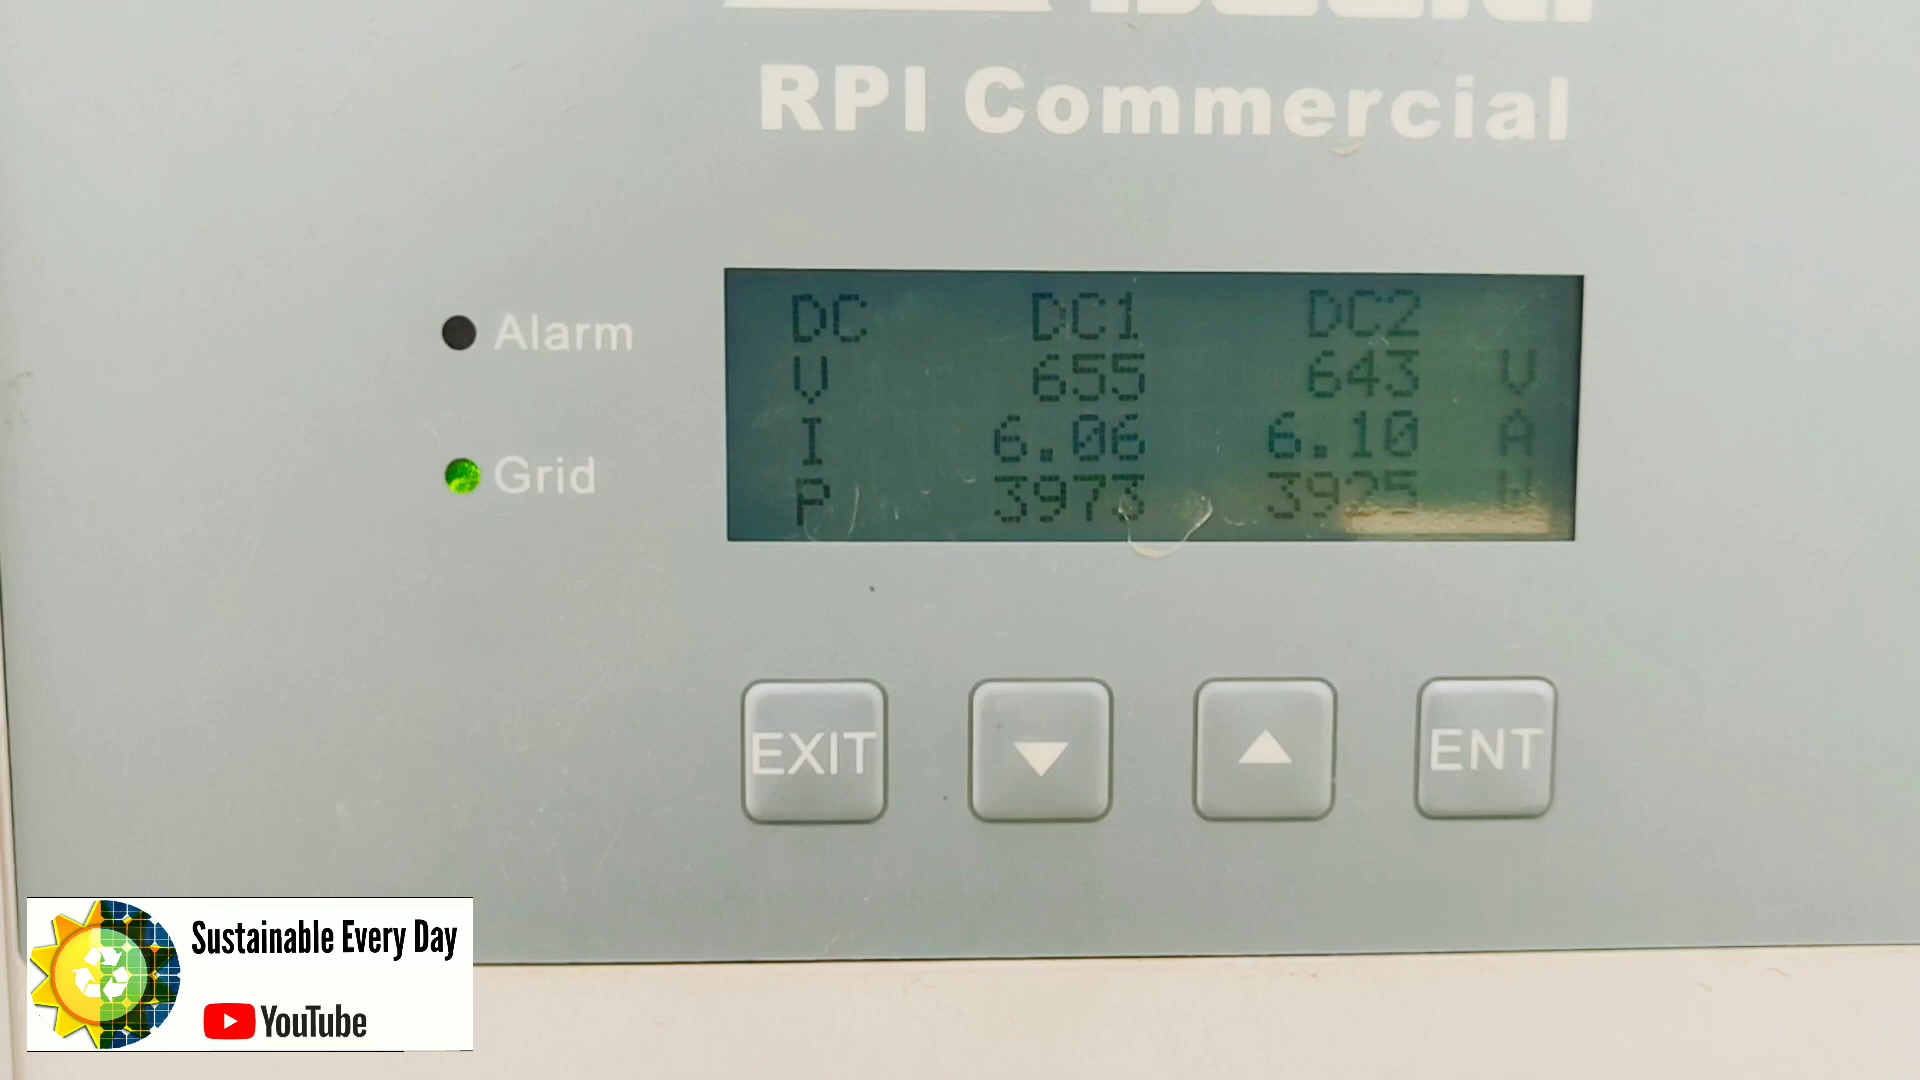 RPI Commercial
Alarm
Grid
DC DC1 DC2
V 655 643 V
I 6.06 6.10 A
P 3973 3925 W
EXIT ENT
Sustainable Every Day
YouTube